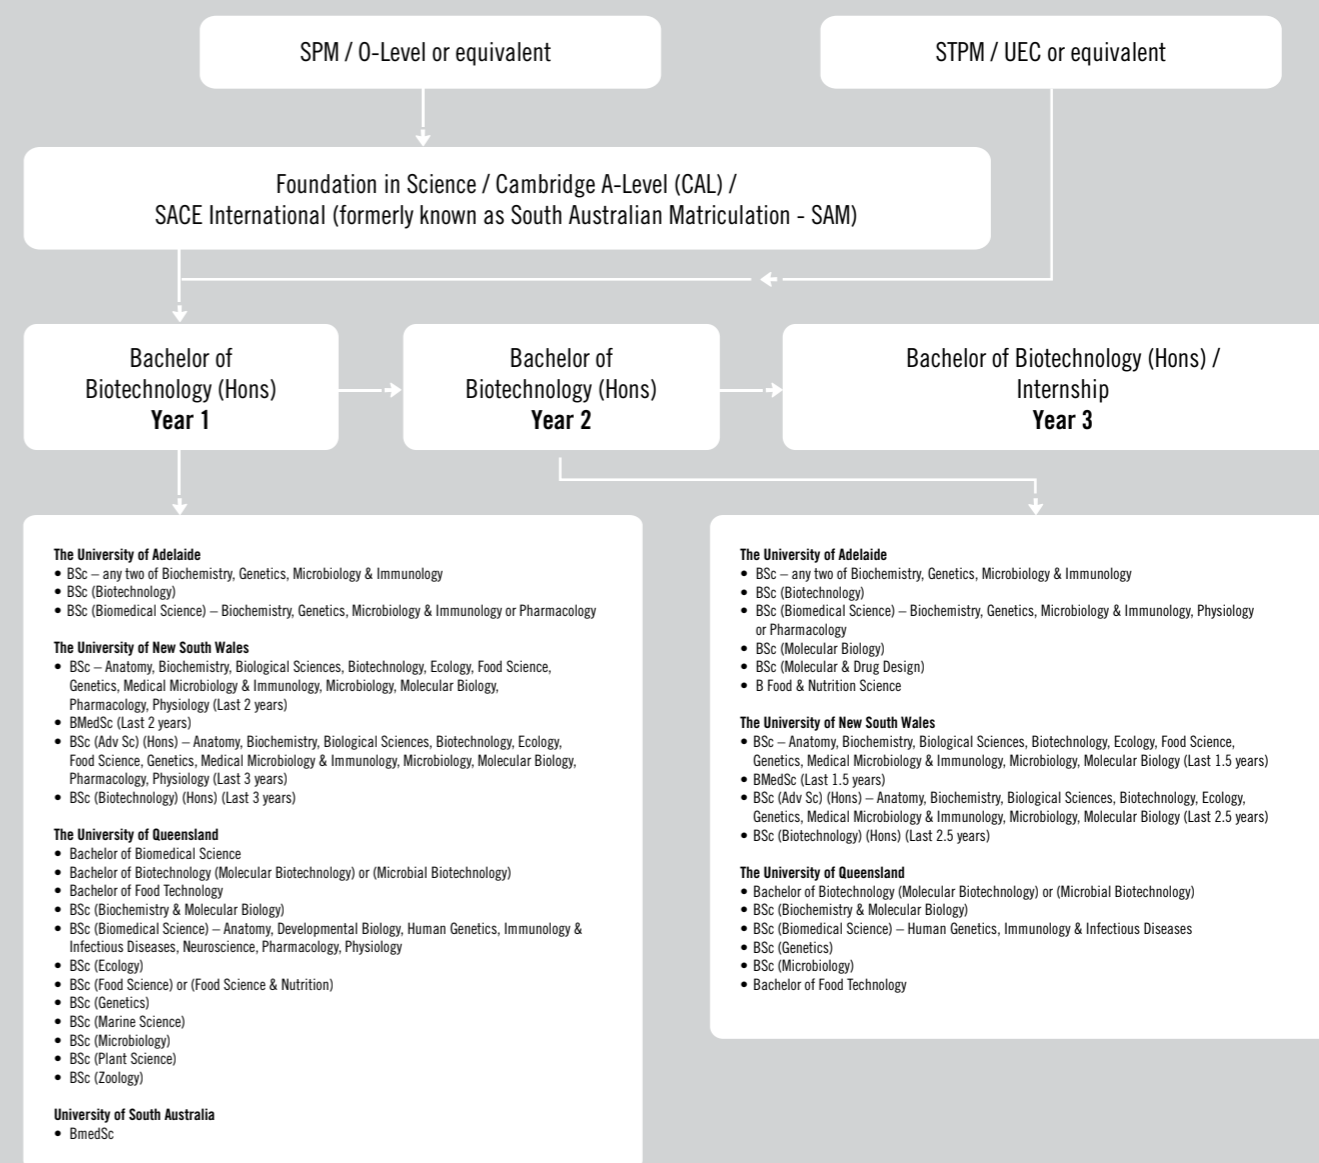 SPM / O-Level or equivalent
STPM / UEC or equivalent
Foundation in Science / Cambridge A-Level (CAL) /
SACE International (formerly known as South Australian Matriculation - SAM)
Bachelor of
Biotechnology (Hons)
Year 1
Bachelor of
Biotechnology (Hons)
Year 2
Bachelor of Biotechnology (Hons) /
Internship
Year 3
The University of Adelaide
• BSc – any two of Biochemistry, Genetics, Microbiology & Immunology
• BSc (Biotechnology)
• BSc (Biomedical Science) – Biochemistry, Genetics, Microbiology & Immunology or Pharmacology
The University of New South Wales
• BSc – Anatomy, Biochemistry, Biological Sciences, Biotechnology, Ecology, Food Science,
Genetics, Medical Microbiology & Immunology, Microbiology, Molecular Biology,
Pharmacology, Physiology (Last 2 years)
• BMedSc (Last 2 years)
• BSc (Adv Sc) (Hons) – Anatomy, Biochemistry, Biological Sciences, Biotechnology, Ecology,
Food Science, Genetics, Medical Microbiology & Immunology, Microbiology, Molecular Biology,
Pharmacology, Physiology (Last 3 years)
• BSc (Biotechnology) (Hons) (Last 3 years)
The University of Queensland
• Bachelor of Biomedical Science
• Bachelor of Biotechnology (Molecular Biotechnology) or (Microbial Biotechnology)
• Bachelor of Food Technology
• BSc (Biochemistry & Molecular Biology)
• BSc (Biomedical Science) – Anatomy, Developmental Biology, Human Genetics, Immunology &
Infectious Diseases, Neuroscience, Pharmacology, Physiology
• BSc (Ecology)
• BSc (Food Science) or (Food Science & Nutrition)
• BSc (Genetics)
• BSc (Marine Science)
• BSc (Microbiology)
• BSc (Plant Science)
• BSc (Zoology)
University of South Australia
• BmedSc
The University of Adelaide
• BSc – any two of Biochemistry, Genetics, Microbiology & Immunology
• BSc (Biotechnology)
• BSc (Biomedical Science) – Biochemistry, Genetics, Microbiology & Immunology, Physiology
or Pharmacology
• BSc (Molecular Biology)
• BSc (Molecular & Drug Design)
• B Food & Nutrition Science
The University of New South Wales
• BSc – Anatomy, Biochemistry, Biological Sciences, Biotechnology, Ecology, Food Science,
Genetics, Medical Microbiology & Immunology, Microbiology, Molecular Biology (Last 1.5 years)
• BMedSc (Last 1.5 years)
• BSc (Adv Sc) (Hons) – Anatomy, Biochemistry, Biological Sciences, Biotechnology, Ecology,
Genetics, Medical Microbiology & Immunology, Microbiology, Molecular Biology (Last 2.5 years)
• BSc (Biotechnology) (Hons) (Last 2.5 years)
The University of Queensland
• Bachelor of Biotechnology (Molecular Biotechnology) or (Microbial Biotechnology)
• BSc (Biochemistry & Molecular Biology)
• BSc (Biomedical Science) – Human Genetics, Immunology & Infectious Diseases
• BSc (Genetics)
• BSc (Microbiology)
• Bachelor of Food Technology